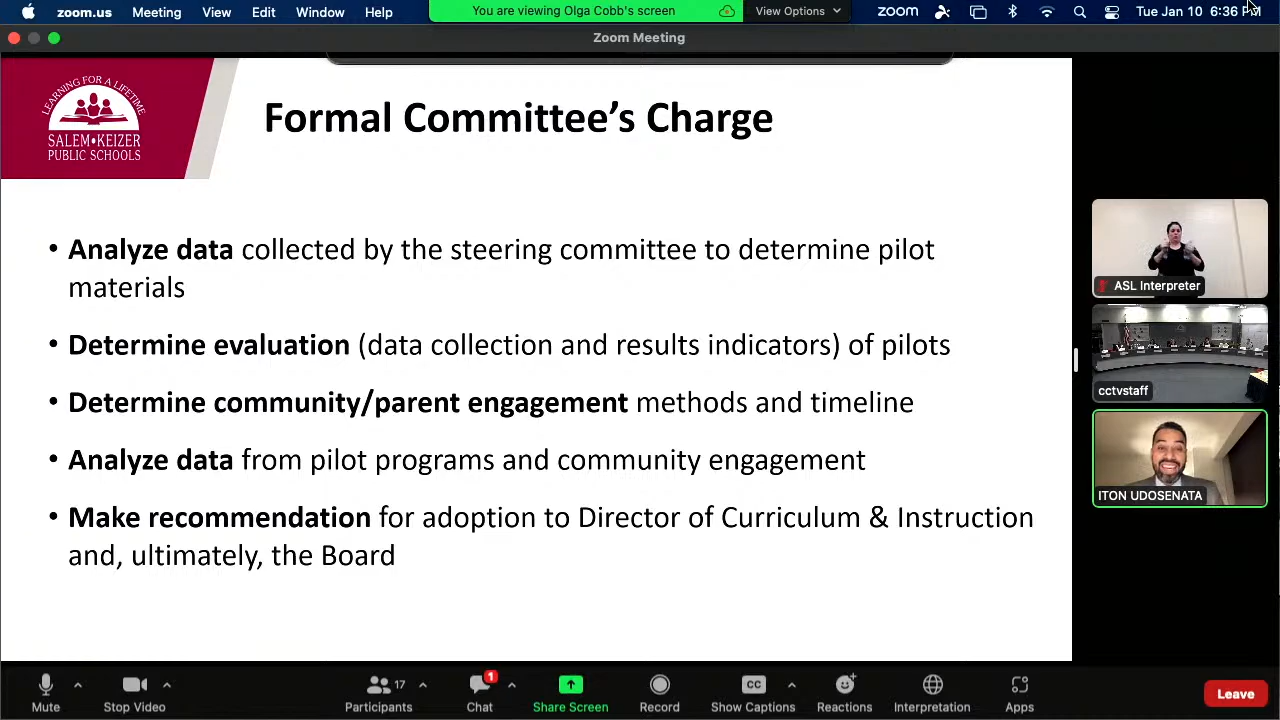 zoom.us Meeting View Edit Window Help
You are viewing Olga Cobb's screen
View Options
zoom
Tue Jan 10 6:36 PM
Zoom Meeting
LEARNING FOR A LIFETIME
SALEM•KEIZER
PUBLIC SCHOOLS
Formal Committee's Charge
• Analyze data collected by the steering committee to determine pilot
materials
• Determine evaluation (data collection and results indicators) of pilots
• Determine community/parent engagement methods and timeline
• Analyze data from pilot programs and community engagement
• Make recommendation for adoption to Director of Curriculum & Instruction
and, ultimately, the Board
ASL Interpreter
cctvstaff
ITON UDOSENATA
Mute
Stop Video
17
Participants
1
Chat
Share Screen
Record
CC
Show Captions
Reactions
Interpretation
Apps
Leave